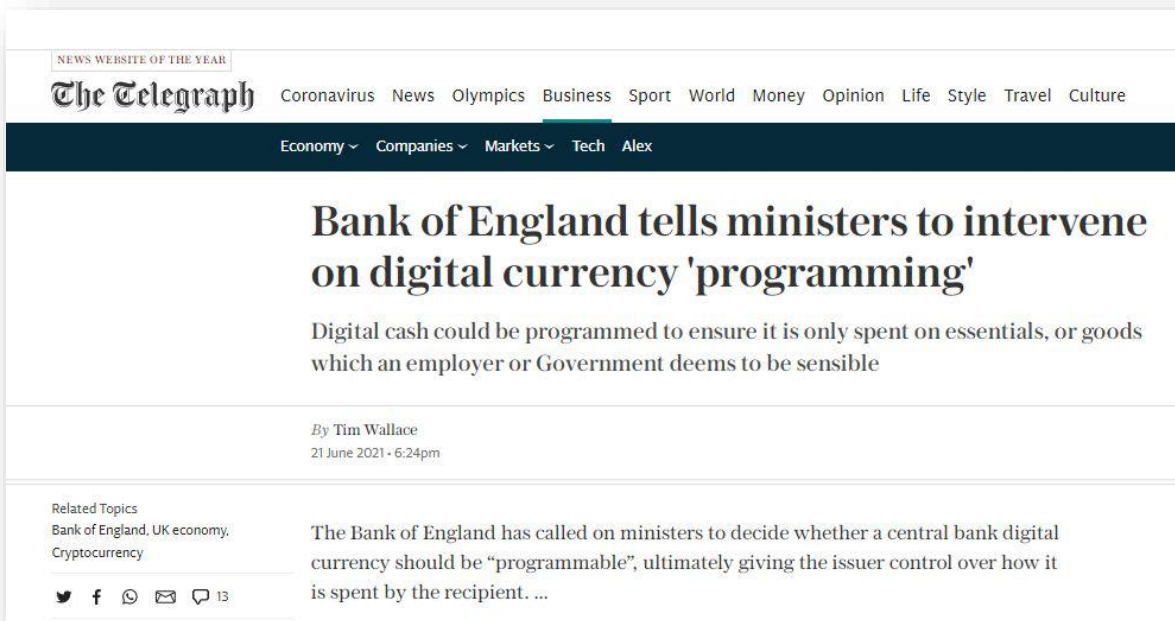 NEWS WEBSITE OF THE YEAR
The Telegraph
Coronavirus News Olympics Business Sport World Money Opinion Life Style Travel Culture
Economy Companies Markets Tech Alex
Bank of England tells ministers to intervene
on digital currency 'programming'
Digital cash could be programmed to ensure it is only spent on essentials, or goods
which an employer or Government deems to be sensible
By Tim Wallace
21 June 2021 • 6:24pm
Related Topics
Bank of England, UK economy,
Cryptocurrency
13
The Bank of England has called on ministers to decide whether a central bank digital
currency should be “programmable”, ultimately giving the issuer control over how it
is spent by the recipient. ...